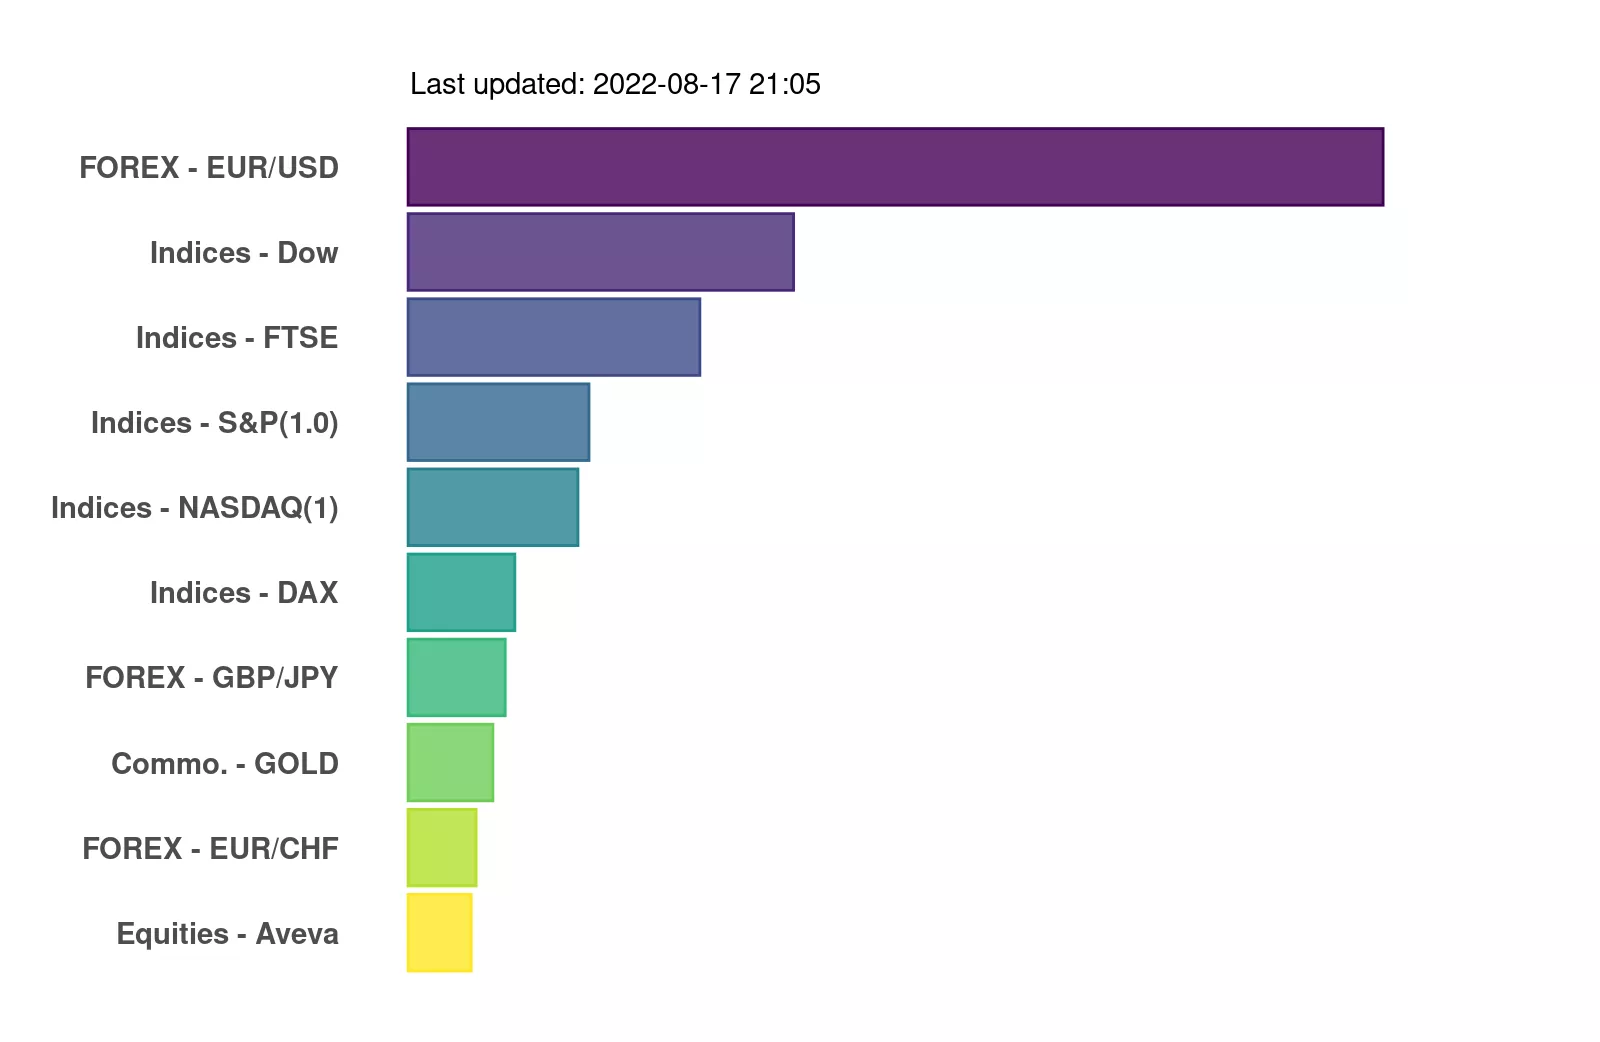 Last updated: 2022-08-17 21:05
FOREX - EUR/USD
Indices - Dow
Indices - FTSE
Indices - S&P(1.0)
Indices - NASDAQ(1)
Indices - DAX
FOREX - GBP/JPY
Commo. - GOLD
FOREX - EUR/CHF
Equities - Aveva